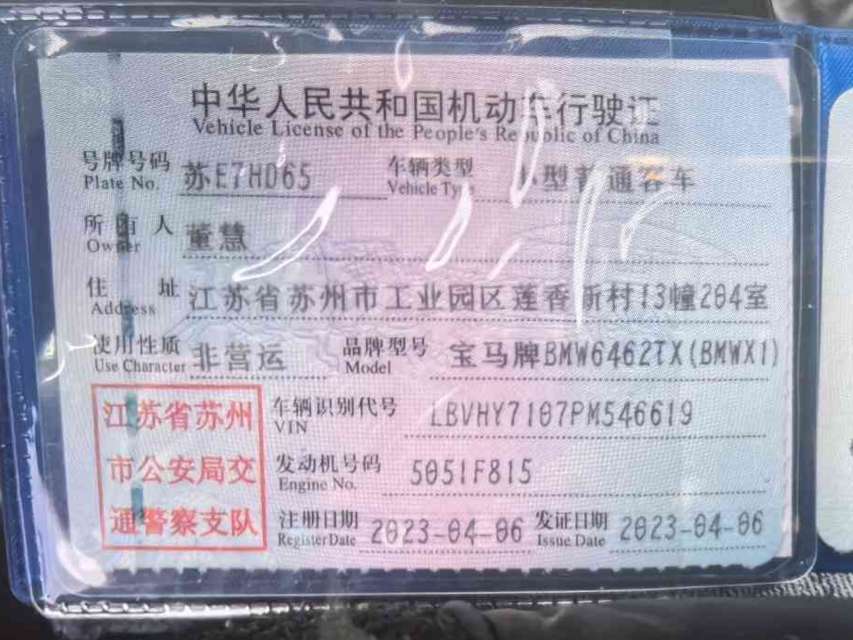 中华人民共和国机动车行驶证
Vehicle License of the People's Republic of China
号牌号码 苏E7HD65 车辆类型 小型普通客车
Plate No. Vehicle Type
所有人 董慧
Owner
住址 江苏省苏州市工业园区莲香新村13幢204室
Address
使用性质 非营运 品牌型号 宝马牌BMW6462TX(BMWX1)
Use Character Model
江苏省苏州 车辆识别代号 LBVHY7107PM546619
VIN
市公安局交 发动机号码 5051F815
Engine No.
通警察支队 注册日期 2023-04-06 发证日期 2023-04-06
Register Date Issue Date